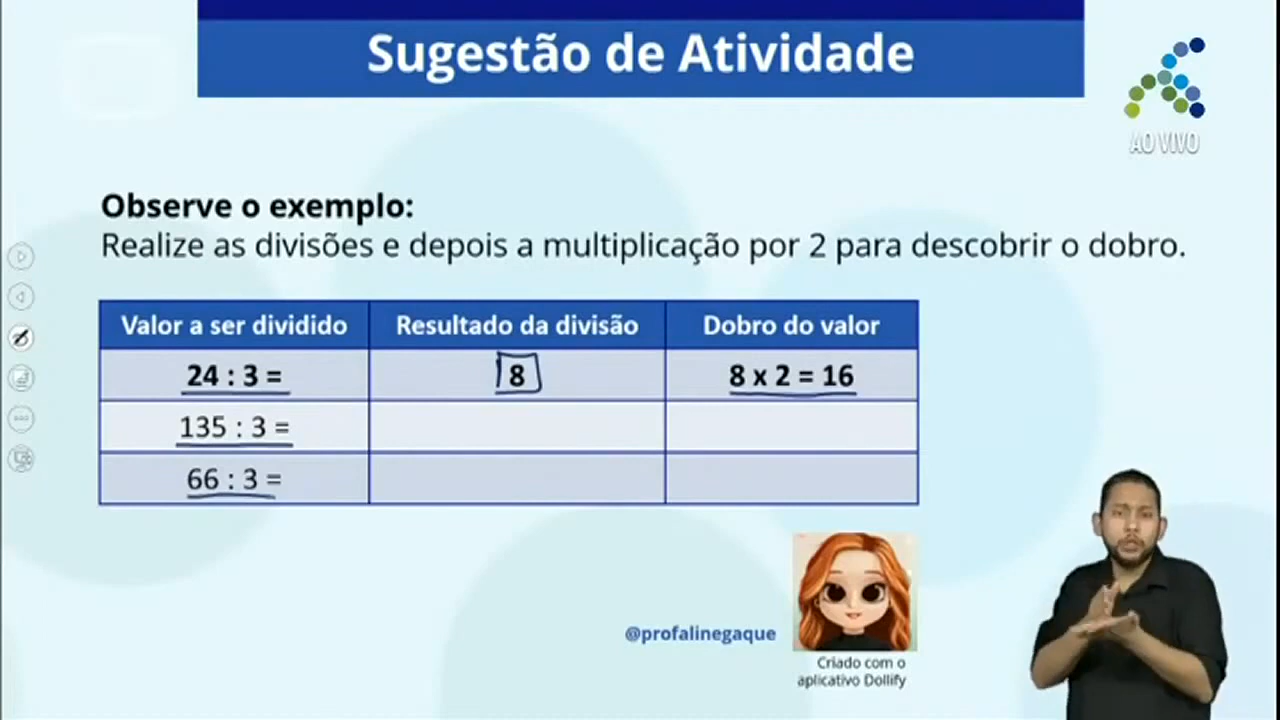 Sugestão de Atividade
AO VIVO
Observe o exemplo:
Realize as divisões e depois a multiplicação por 2 para descobrir o dobro.
Valor a ser dividido Resultado da divisão Dobro do valor
24 : 3 = 8 8 x 2 = 16
135 : 3 =
66 : 3 =
@profalinegaque
Criado com o
aplicativo Dollify